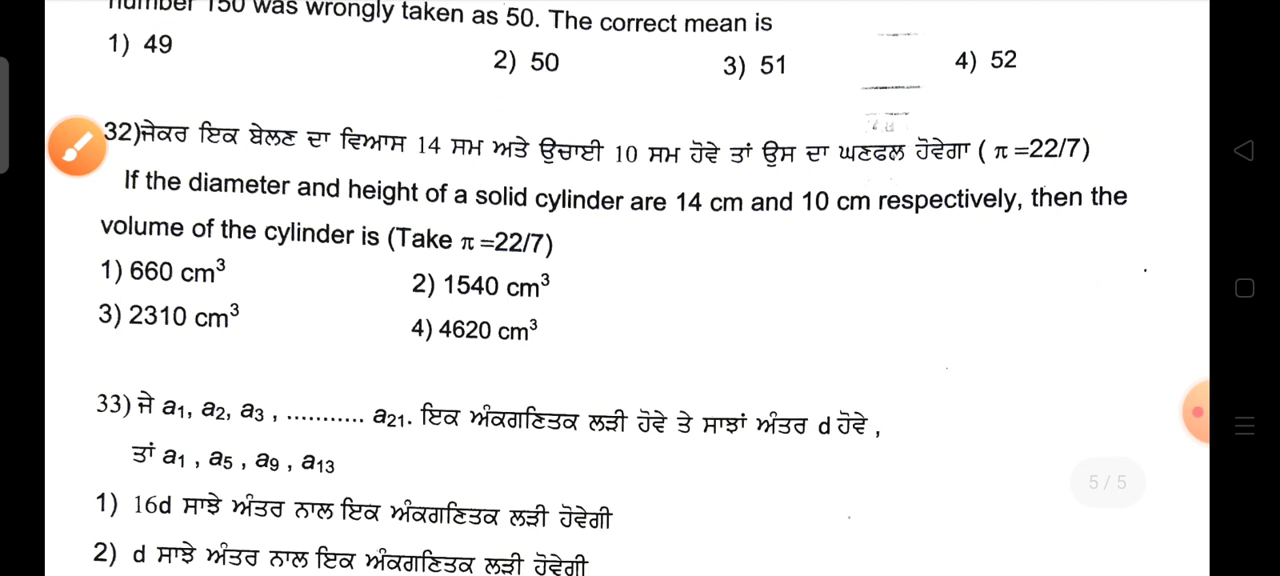 number 150 was wrongly taken as 50. The correct mean is
1) 49 2) 50 3) 51 4) 52
32)ਜੇਕਰ ਇਕ ਬੇਲਣ ਦਾ ਵਿਆਸ 14 ਸਮ ਅਤੇ ਉਚਾਈ 10 ਸਮ ਹੋਵੇ ਤਾਂ ਉਸ ਦਾ ਘਣਫਲ ਹੋਵੇਗਾ ( π =22/7)
If the diameter and height of a solid cylinder are 14 cm and 10 cm respectively, then the
volume of the cylinder is (Take π =22/7)
1) 660 cm³ 2) 1540 cm³
3) 2310 cm³ 4) 4620 cm³
33) ਜੇ a₁, a₂, a₃ , ........... a₂₁. ਇਕ ਅੰਕਗਣਿਤਕ ਲੜੀ ਹੋਵੇ ਤੇ ਸਾਝਾਂ ਅੰਤਰ d ਹੋਵੇ ,
ਤਾਂ a₁ , a₅ , a₉ , a₁₃
5 / 5
1) 16d ਸਾਝੇ ਅੰਤਰ ਨਾਲ ਇਕ ਅੰਕਗਣਿਤਕ ਲੜੀ ਹੋਵੇਗੀ
2) d ਸਾਝੇ ਅੰਤਰ ਨਾਲ ਇਕ ਅੰਕਗਣਿਤਕ ਲੜੀ ਹੋਵੇਗੀ